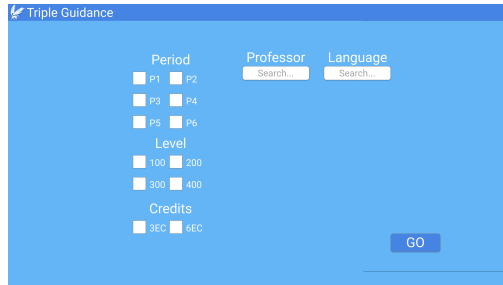 Triple Guidance
Period
P1 P2
P3 P4
P5 P6
Level
100 200
300 400
Credits
3EC 6EC
Professor Language
Search... Search...
GO